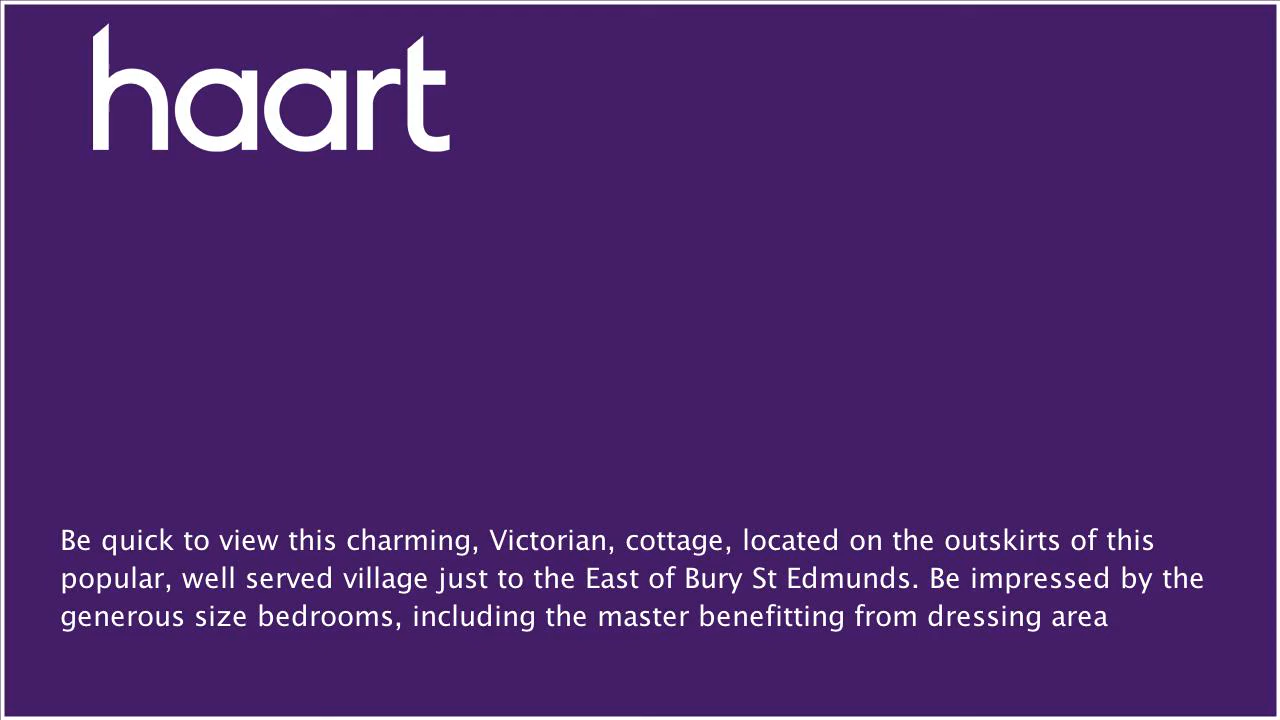 haart
Be quick to view this charming, Victorian, cottage, located on the outskirts of this
popular, well served village just to the East of Bury St Edmunds. Be impressed by the
generous size bedrooms, including the master benefitting from dressing area